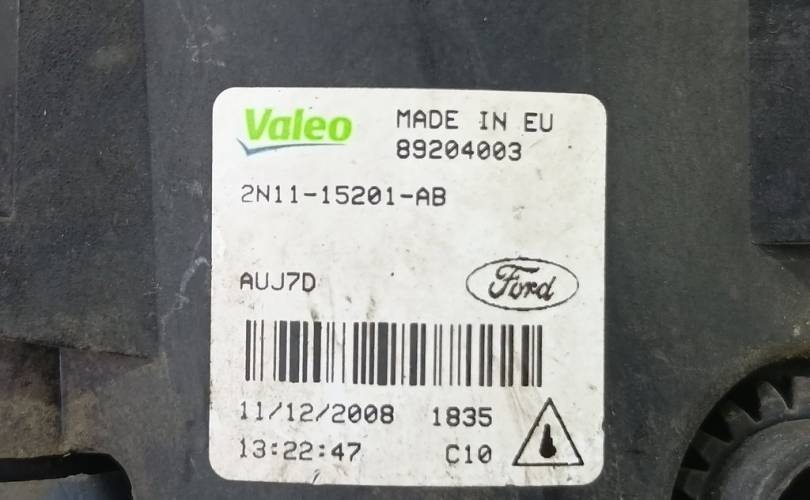 Valeo MADE IN EU
89204003
2N11-15201-AB
AUJ7D Ford
11/12/2008 1835
13:22:47 C10